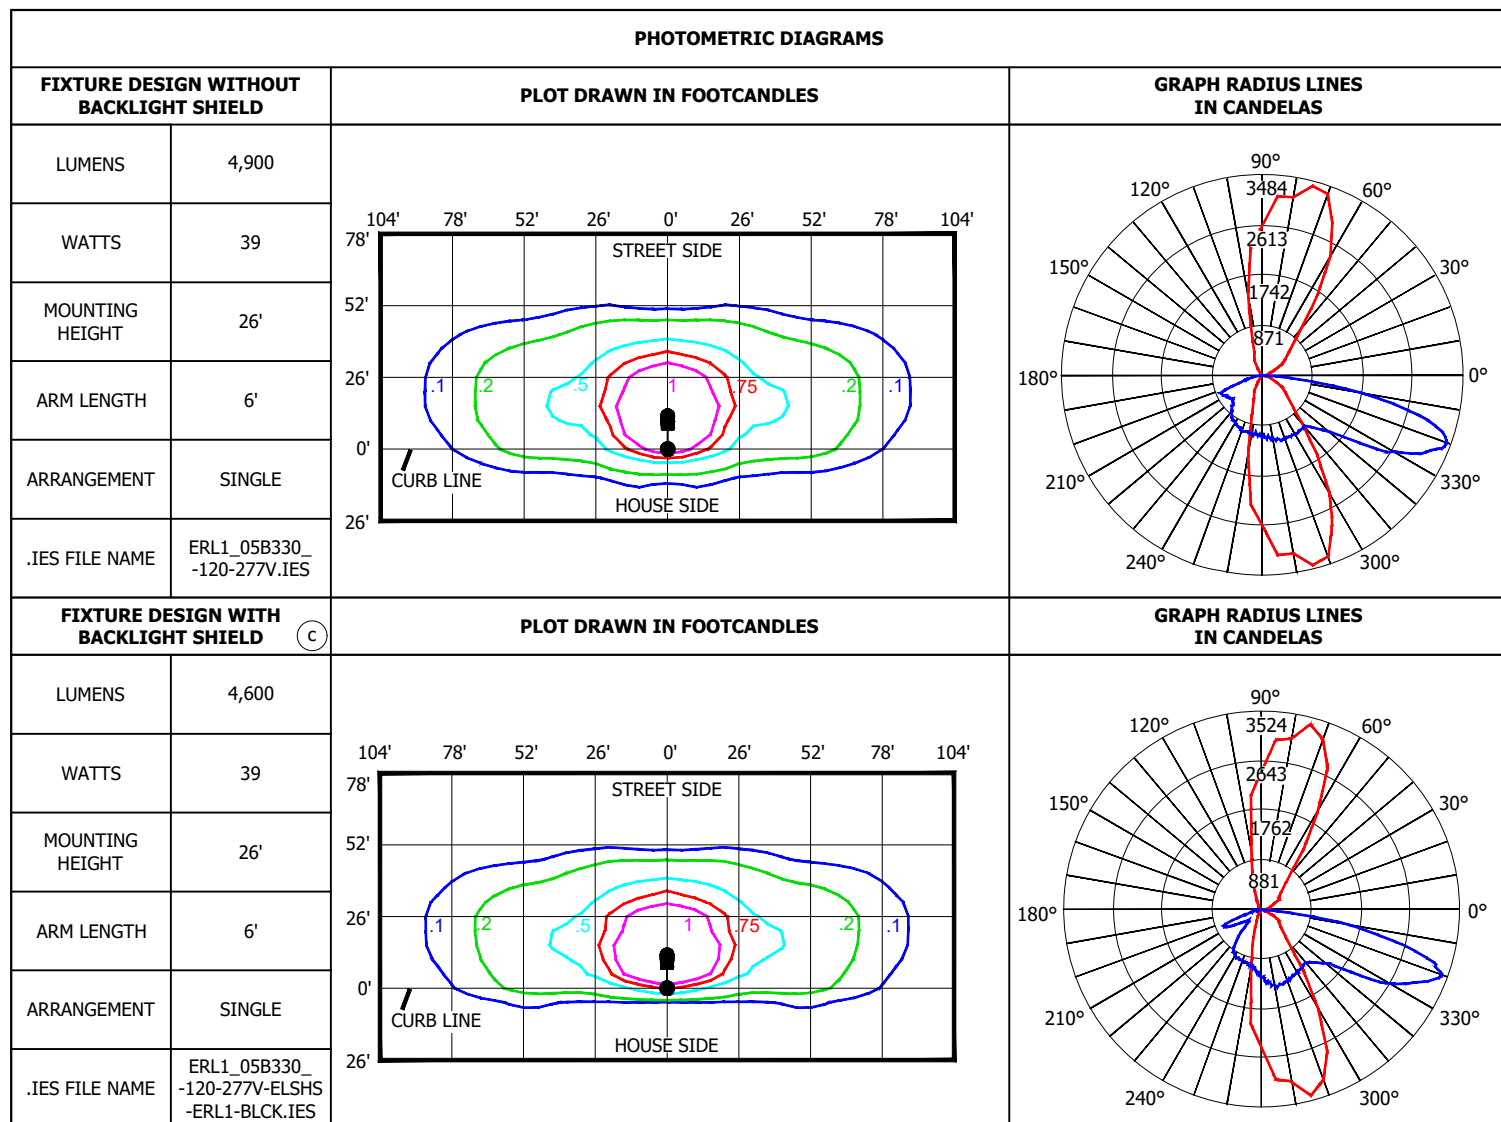 PHOTOMETRIC DIAGRAMS
FIXTURE DESIGN WITHOUT
BACKLIGHT SHIELD
PLOT DRAWN IN FOOTCANDLES
GRAPH RADIUS LINES
IN CANDELAS
LUMENS 4,900
WATTS 39
MOUNTING
HEIGHT
26'
ARM LENGTH 6'
ARRANGEMENT SINGLE
.IES FILE NAME
ERL1_05B330_
-120-277V.IES
104' 78' 52' 26' 0' 26' 52' 78' 104'
78'
STREET SIDE
52'
26'
.1 .2 .5 1 .75 .2 .1
0'
CURB LINE
HOUSE SIDE
26'
90°
120° 3484 60°
2613
150° 30°
1742
871
180° 0°
210° 330°
240° 300°
FIXTURE DESIGN WITH
BACKLIGHT SHIELD C
PLOT DRAWN IN FOOTCANDLES
GRAPH RADIUS LINES
IN CANDELAS
LUMENS 4,600
WATTS 39
MOUNTING
HEIGHT
26'
ARM LENGTH 6'
ARRANGEMENT SINGLE
.IES FILE NAME
ERL1_05B330_
-120-277V-ELSHS
-ERL1-BLCK.IES
104' 78' 52' 26' 0' 26' 52' 78' 104'
78'
STREET SIDE
52'
26'
.1 .2 .5 1 .75 .2 .1
0'
CURB LINE
HOUSE SIDE
26'
90°
120° 3524 60°
2643
150° 30°
1762
881
180° 0°
210° 330°
240° 300°